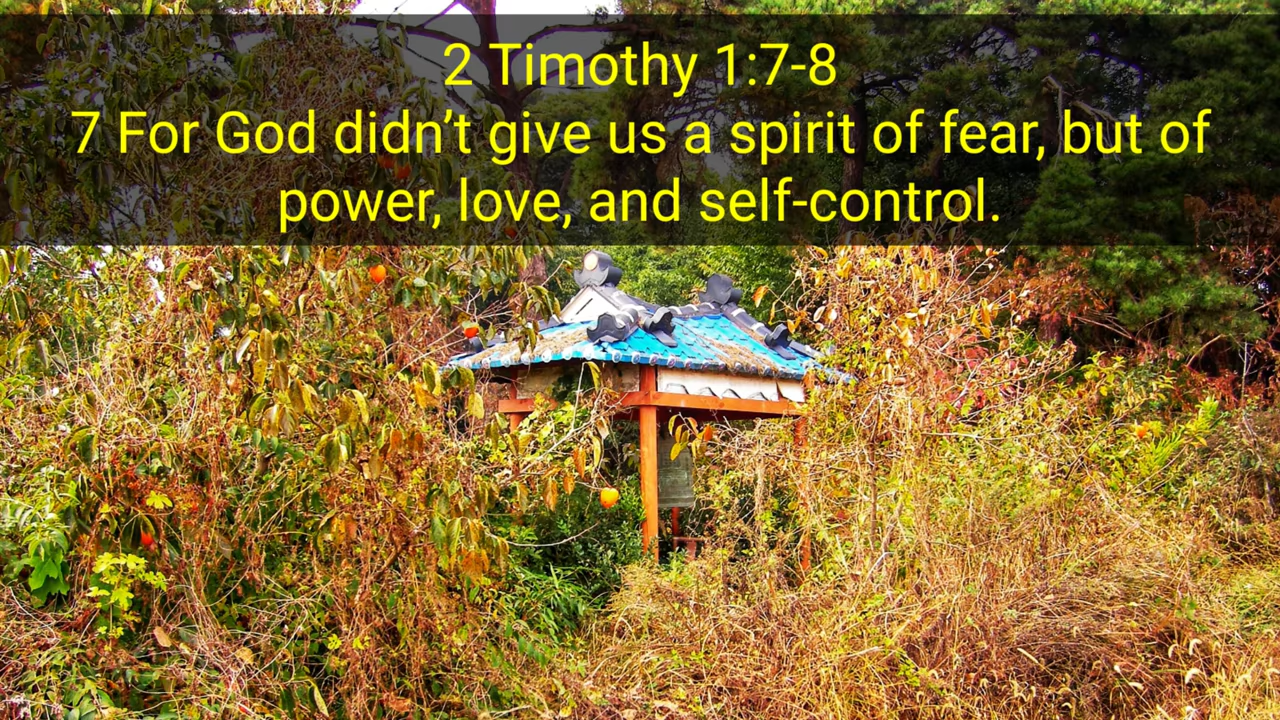 2 Timothy 1:7-8
7 For God didn’t give us a spirit of fear, but of
power, love, and self-control.